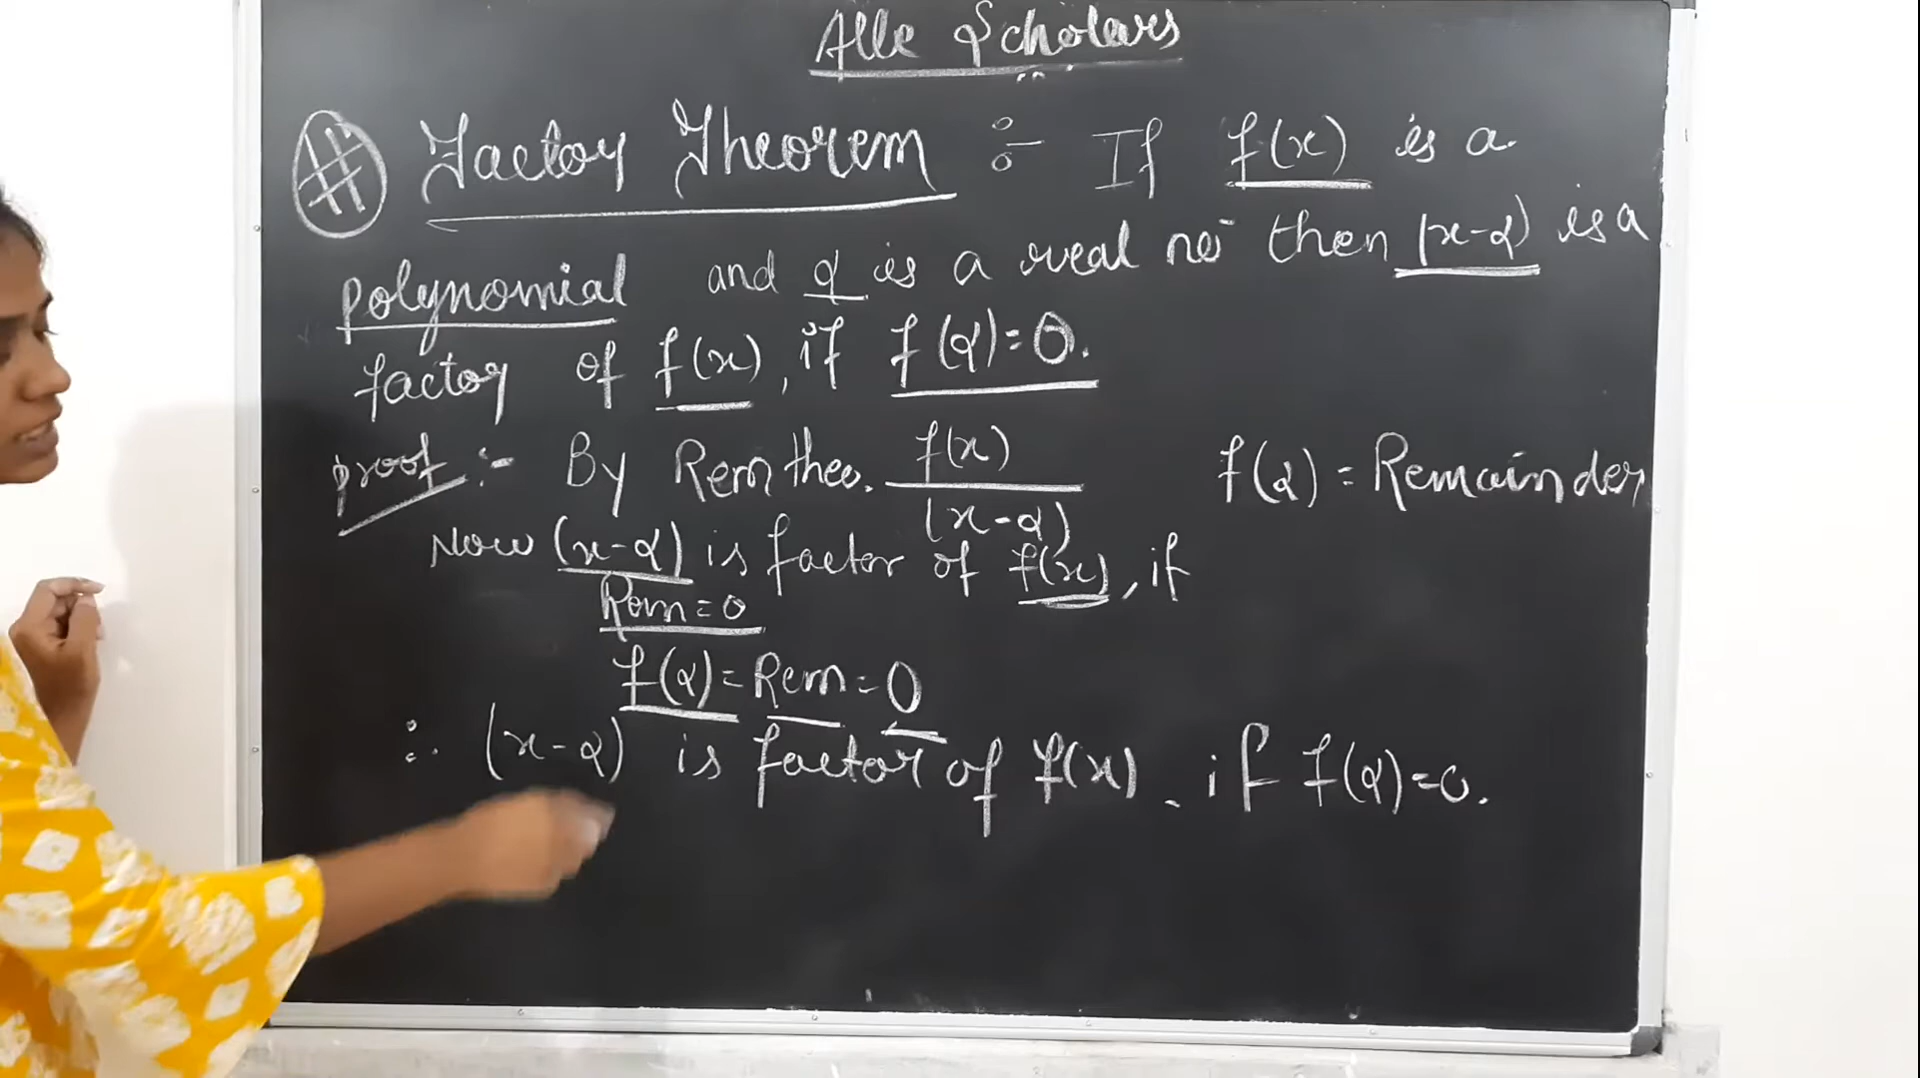 Alle Scholars
# Factor Theorem :- If f(x) is a
polynomial and α is a real no then (x-α) is a
factor of f(x), if f(α)=0.
proof :- By Rem theo. f(x)/(x-α) f(α) = Remainder
Now (x-α) is factor of f(x), if
Rem=0
f(α)=Rem=0
∴ (x-α) is factor of f(x). if f(α)=0.